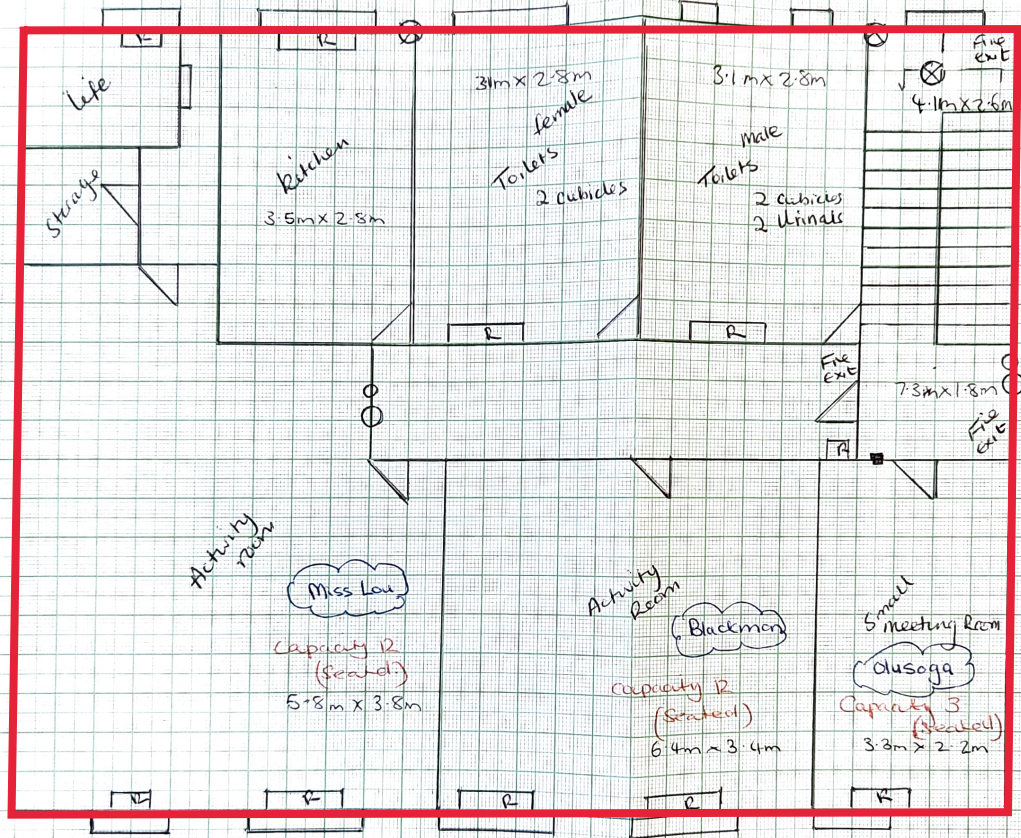 R
R
Fire
exit
Life
3.1m x 2.8m
female
Toilets
2 cubicles
3.1m x 2.8m
male
Toilets
2 cubicles
2 Urinals
4.1m x 2.6m
kitchen
3.5m x 2.8m
Storage
R
R
Fire
Exit
7.3m x 1.8m
Fire
exit
R
Activity
room
Miss Lou
Capacity 12
(Seated)
5.8m x 3.8m
Activity
Room
Blackman
Capacity 12
(Seated)
6.4m x 3.4m
Small
meeting Room
Olusoga
Capacity 3
(Seated)
3.3m x 2.2m
R
R
R
R
R